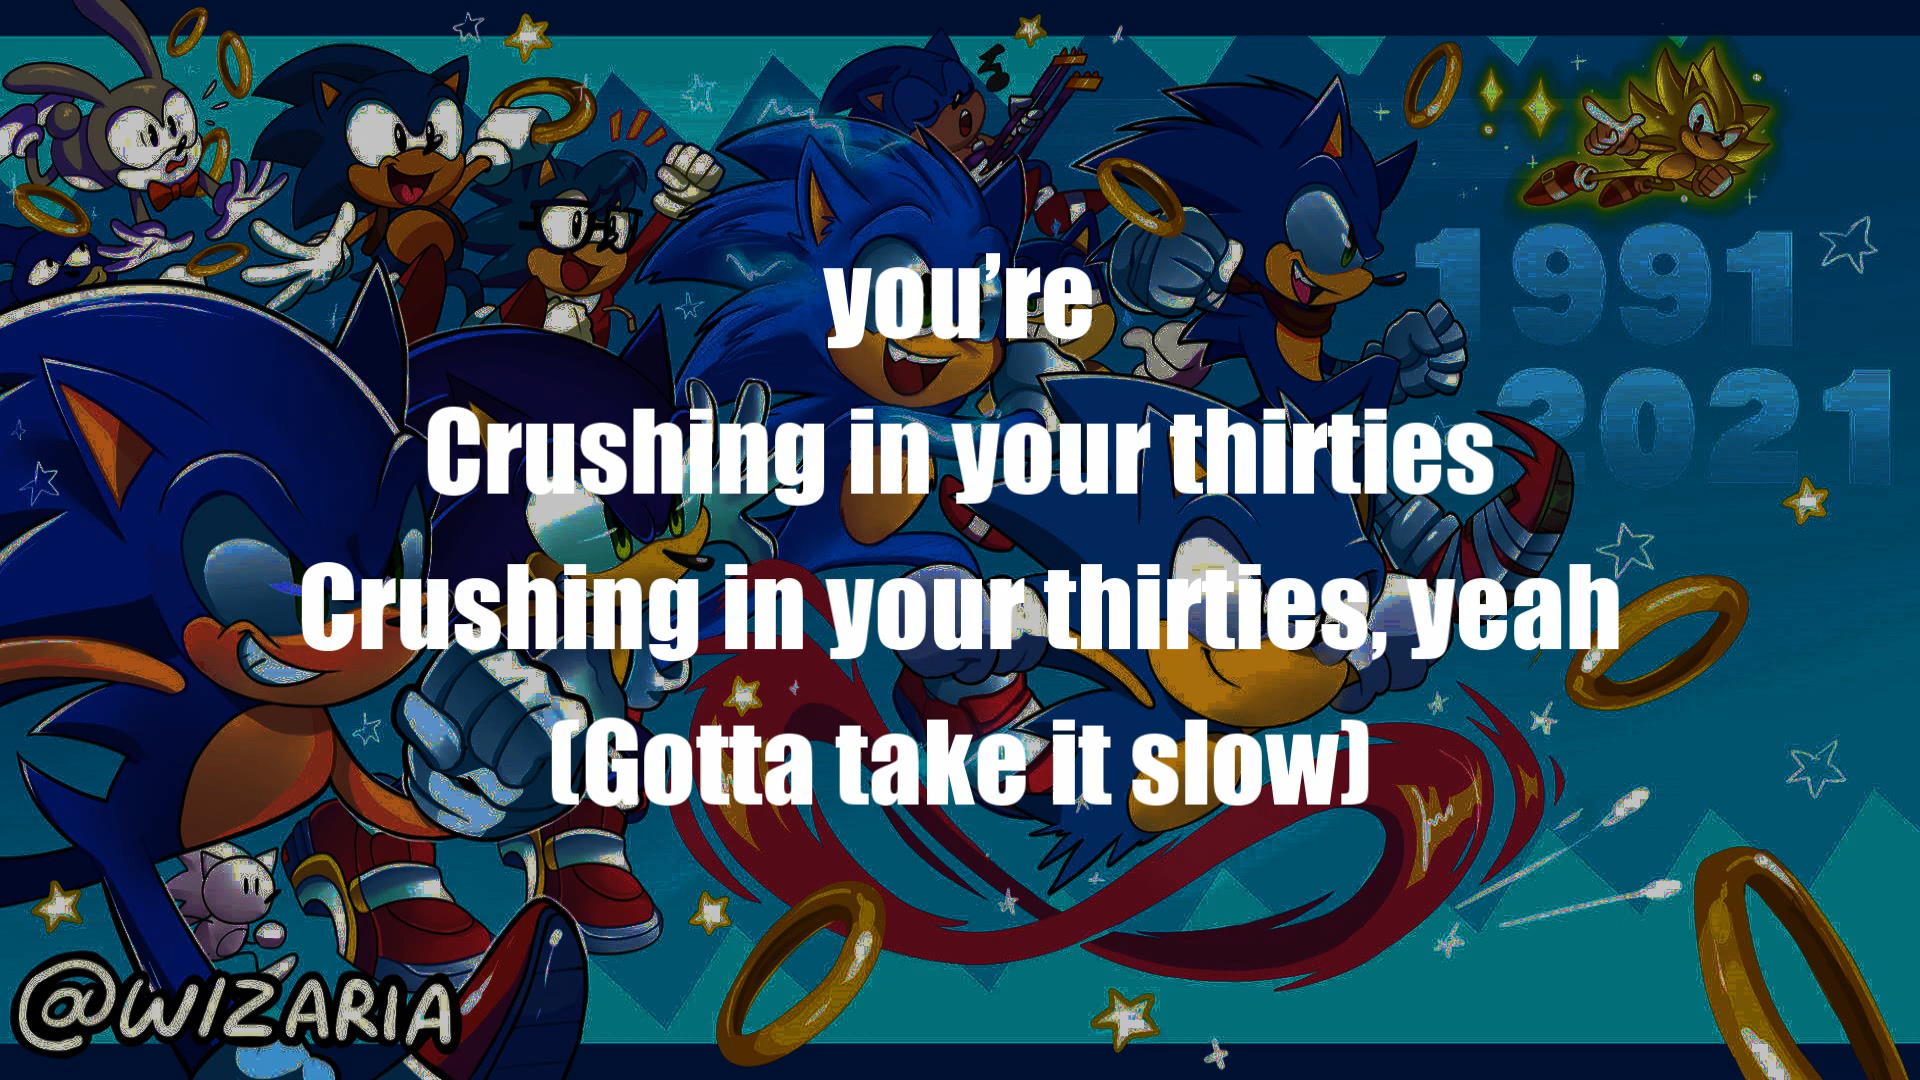 1991
2021
you’re
Crushing in your thirties
Crushing in your thirties, yeah
(Gotta take it slow)
@WIZARIA